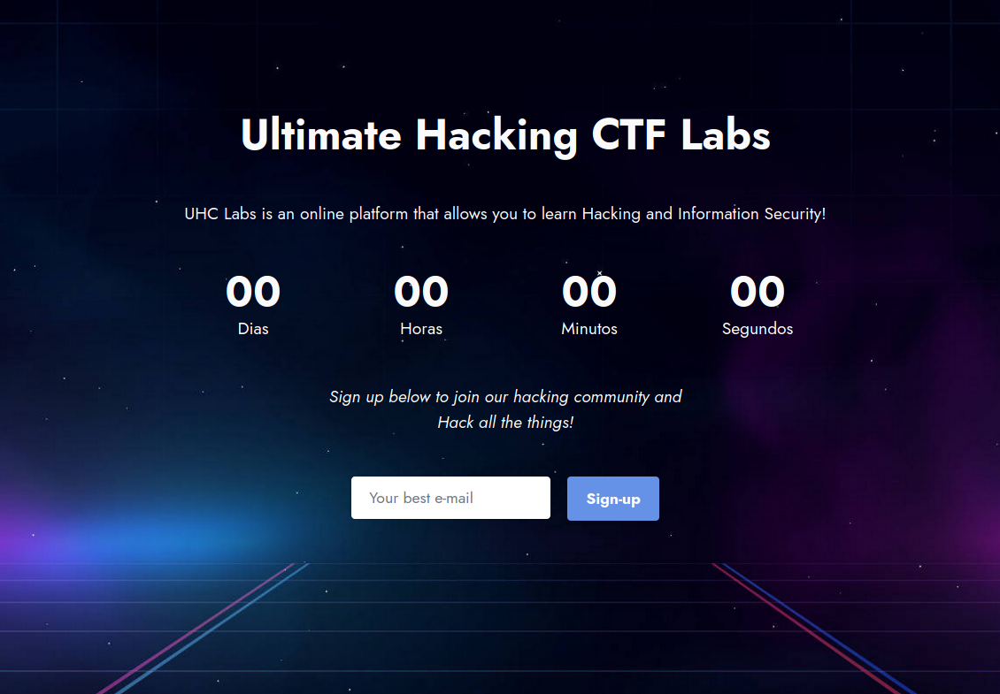 Ultimate Hacking CTF Labs
UHC Labs is an online platform that allows you to learn Hacking and Information Security!
00 00 00 00
Dias Horas Minutos Segundos
Sign up below to join our hacking community and
Hack all the things!
Your best e-mail Sign-up